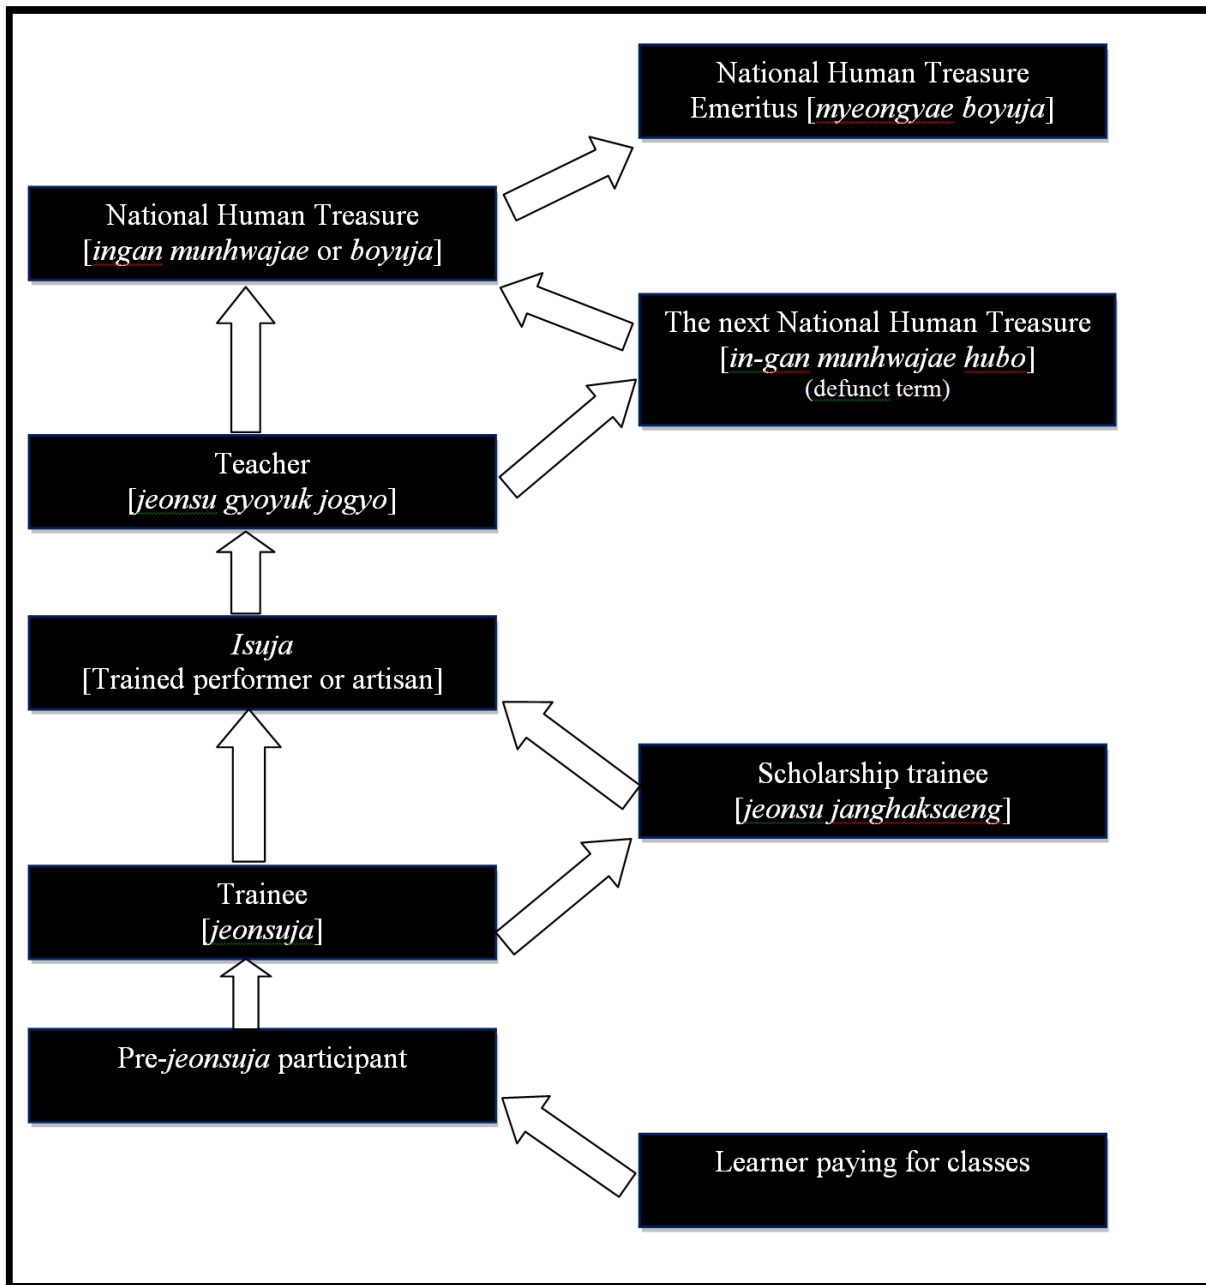 National Human Treasure
Emeritus [myeongyae boyuja]
National Human Treasure
[ingan munhwajae or boyuja]
The next National Human Treasure
[in-gan munhwajae hubo]
(defunct term)
Teacher
[jeonsu gyoyuk jogyo]
Isuja
[Trained performer or artisan]
Scholarship trainee
[jeonsu janghaksaeng]
Trainee
[jeonsuja]
Pre-jeonsuja participant
Learner paying for classes